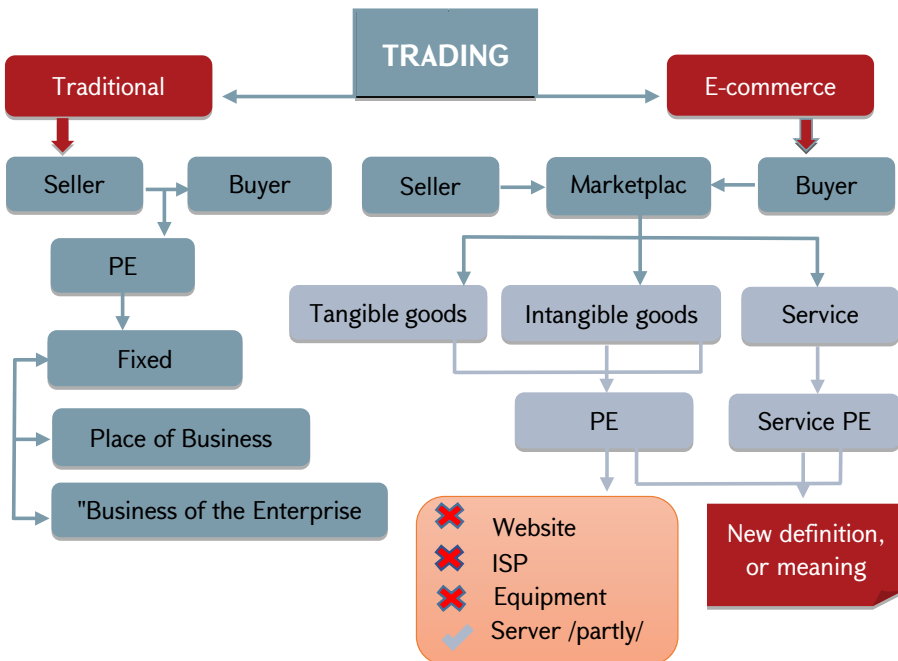 TRADING
Traditional
E-commerce
Seller
Buyer
Seller
Marketplac
Buyer
PE
Tangible goods
Intangible goods
Service
Fixed
Place of Business
PE
Service PE
"Business of the Enterprise
Website
ISP
Equipment
Server /partly/
New definition,
or meaning